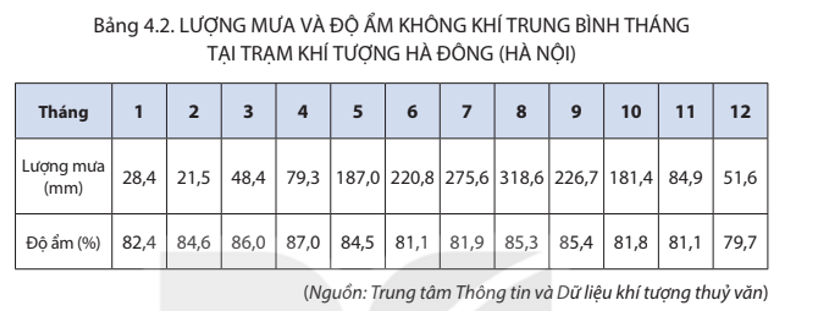 Bảng 4.2. LƯỢNG MƯA VÀ ĐỘ ẨM KHÔNG KHÍ TRUNG BÌNH THÁNG
TẠI TRẠM KHÍ TƯỢNG HÀ ĐÔNG (HÀ NỘI)
Tháng 1 2 3 4 5 6 7 8 9 10 11 12
Lượng mưa
(mm) 28,4 21,5 48,4 79,3 187,0 220,8 275,6 318,6 226,7 181,4 84,9 51,6
Độ ẩm (%) 82,4 84,6 86,0 87,0 84,5 81,1 81,9 85,3 85,4 81,8 81,1 79,7
(Nguồn: Trung tâm Thông tin và Dữ liệu khí tượng thuỷ văn)